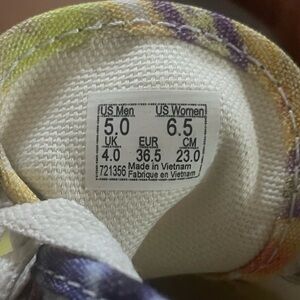 US Men US Women
5.0 6.5
UK EUR CM
4.0 36.5 23.0
721356 Made in Vietnam
Fabriqué en Vietnam